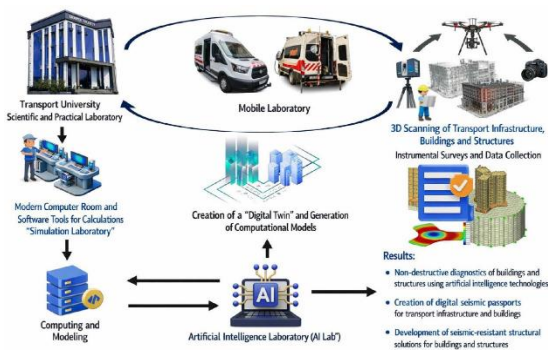 Transport University
Scientific and Practical Laboratory
Mobile Laboratory
3D Scanning of Transport Infrastructure,
Buildings and Structures
Instrumental Surveys and Data Collection
Modern Computer Room and
Software Tools for Calculations
"Simulation Laboratory"
Creation of a "Digital Twin" and Generation
of Computational Models
Computing and
Modeling
AI
Artificial Intelligence Laboratory (AI Lab")
Results:
• Non-destructive diagnostics of buildings and
structures using artificial intelligence technologies
• Creation of digital seismic passports
for transport infrastructure and buildings
• Development of seismic-resistant structural
solutions for buildings and structures